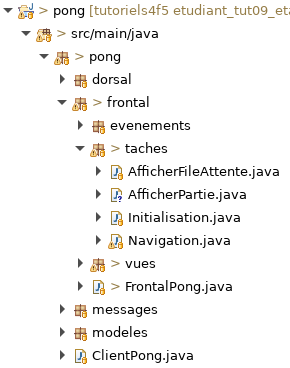 > pong [tutoriels4f5 etudiant_tut09_eta
> src/main/java
> pong
dorsal
> frontal
evenements
> taches
AfficherFileAttente.java
AfficherPartie.java
Initialisation.java
Navigation.java
> vues
> FrontalPong.java
messages
modeles
ClientPong.java